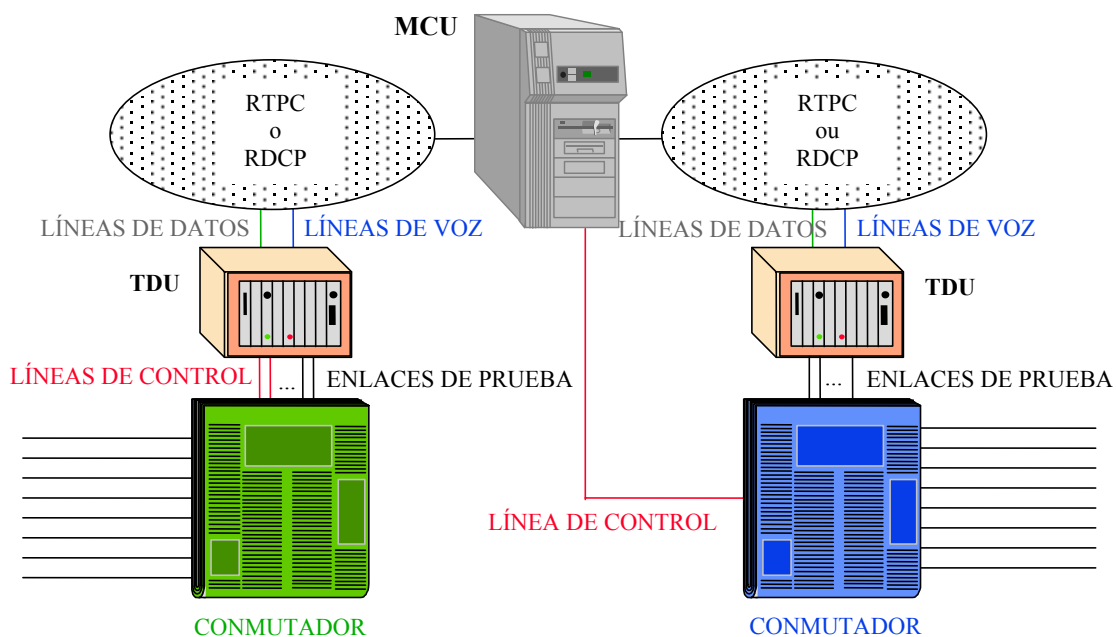 MCU
RTPC
o
RDCP
RTPC
ou
RDCP
LÍNEAS DE DATOS
LÍNEAS DE VOZ
LÍNEAS DE DATOS
LÍNEAS DE VOZ
TDU
TDU
LÍNEAS DE CONTROL
...
ENLACES DE PRUEBA
...
ENLACES DE PRUEBA
LÍNEA DE CONTROL
CONMUTADOR
CONMUTADOR